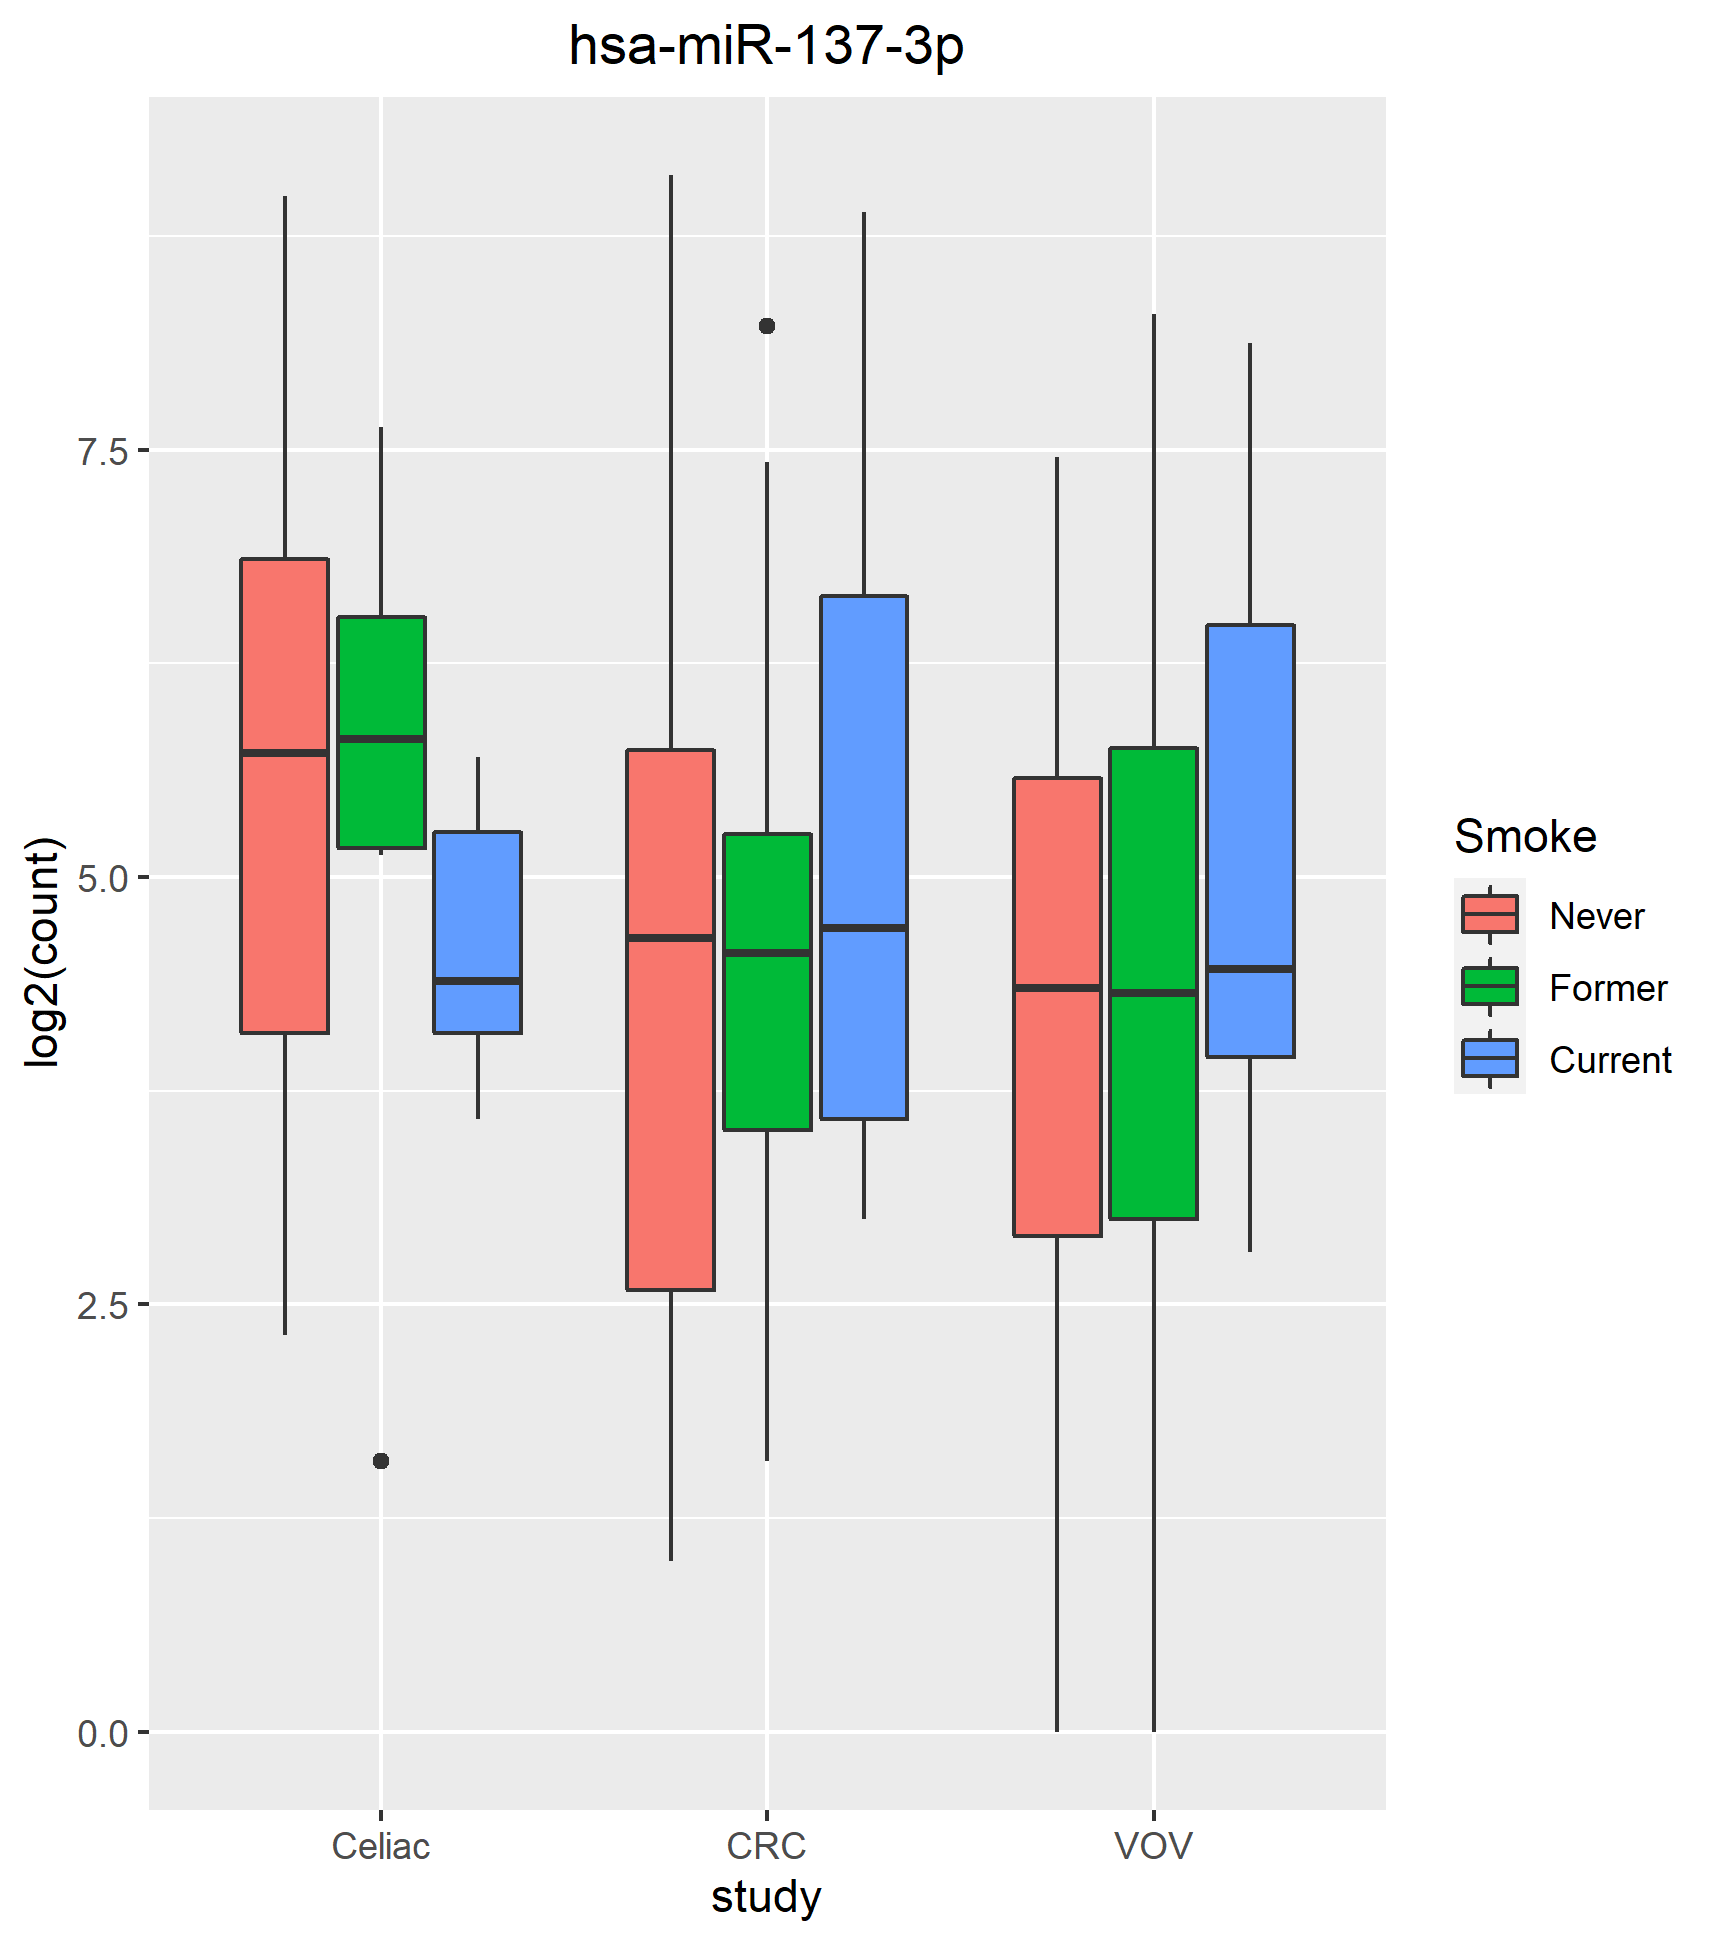 hsa-miR-137-3p
log2(count)
7.5
5.0
2.5
0.0
Celiac CRC VOV
study
Smoke
Never
Former
Current